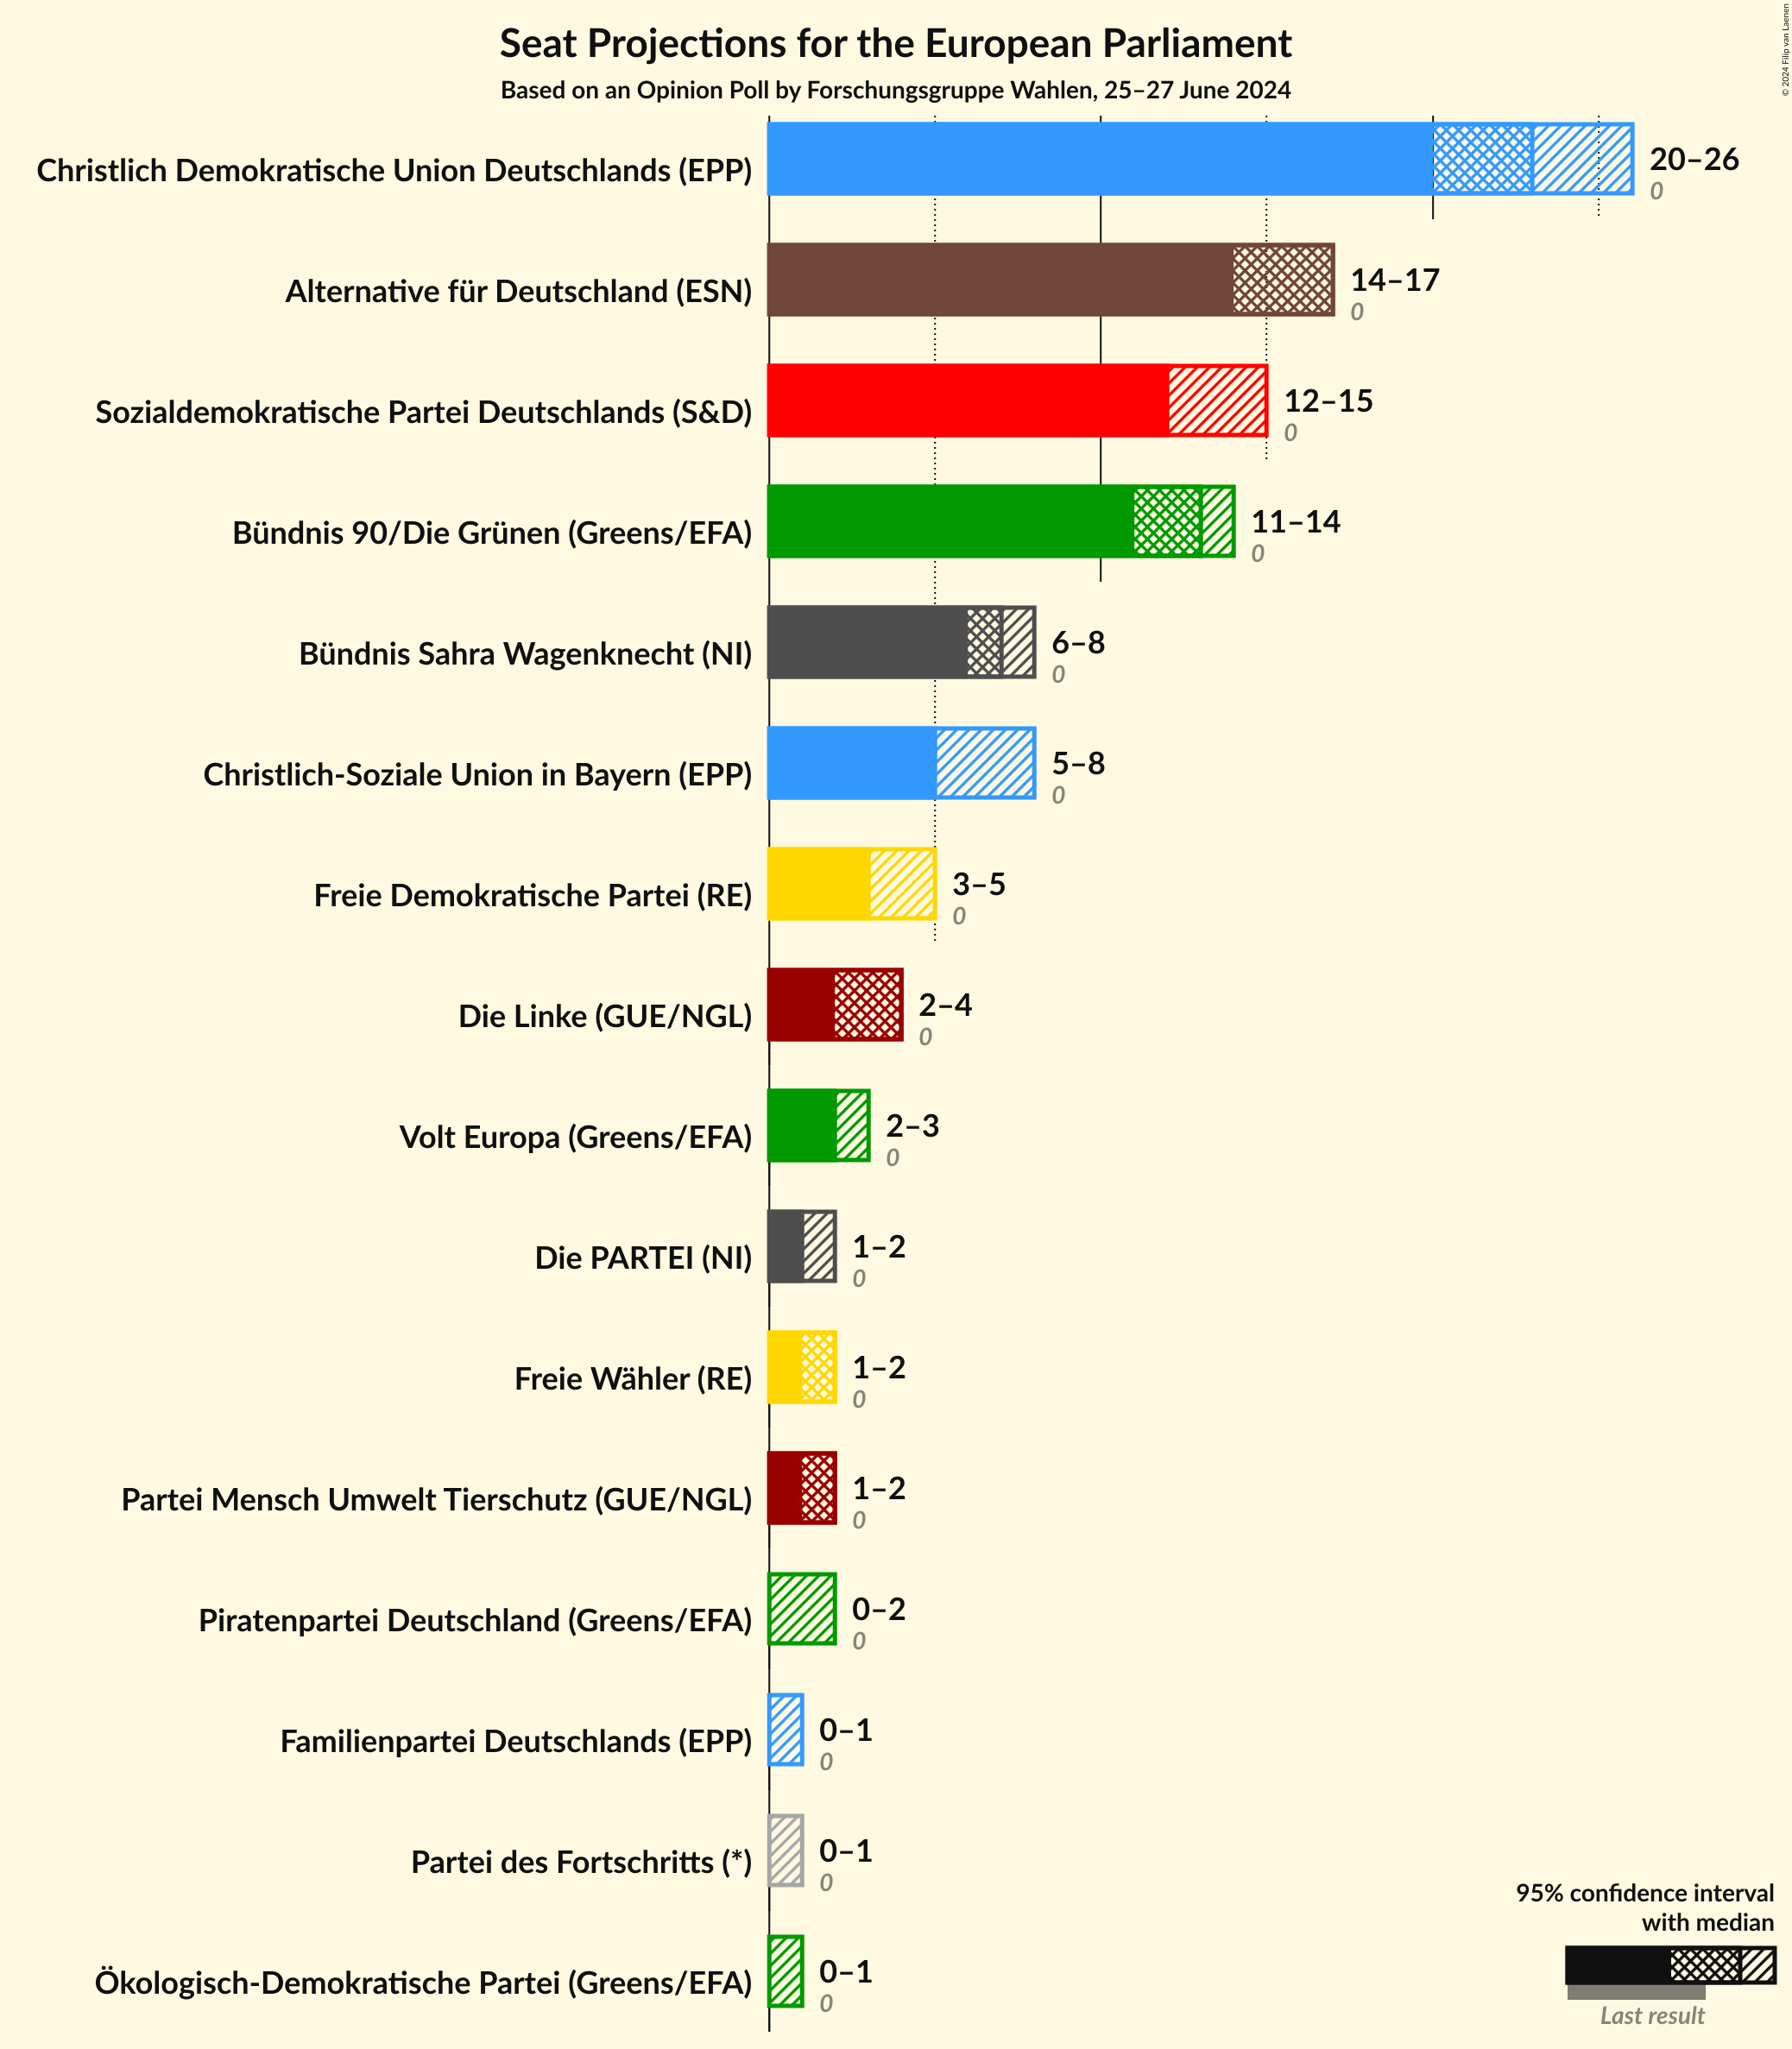 Seat Projections for the European Parliament
Based on an Opinion Poll by Forschungsgruppe Wahlen, 25–27 June 2024
© 2024 Filip van Laenen
Christlich Demokratische Union Deutschlands (EPP)
20–26
0
Alternative für Deutschland (ESN)
14–17
0
Sozialdemokratische Partei Deutschlands (S&D)
12–15
0
Bündnis 90/Die Grünen (Greens/EFA)
11–14
0
Bündnis Sahra Wagenknecht (NI)
6–8
0
Christlich-Soziale Union in Bayern (EPP)
5–8
0
Freie Demokratische Partei (RE)
3–5
0
Die Linke (GUE/NGL)
2–4
0
Volt Europa (Greens/EFA)
2–3
0
Die PARTEI (NI)
1–2
0
Freie Wähler (RE)
1–2
0
Partei Mensch Umwelt Tierschutz (GUE/NGL)
1–2
0
Piratenpartei Deutschland (Greens/EFA)
0–2
0
Familienpartei Deutschlands (EPP)
0–1
0
Partei des Fortschritts (*)
0–1
0
Ökologisch-Demokratische Partei (Greens/EFA)
0–1
0
95% confidence interval
with median
Last result